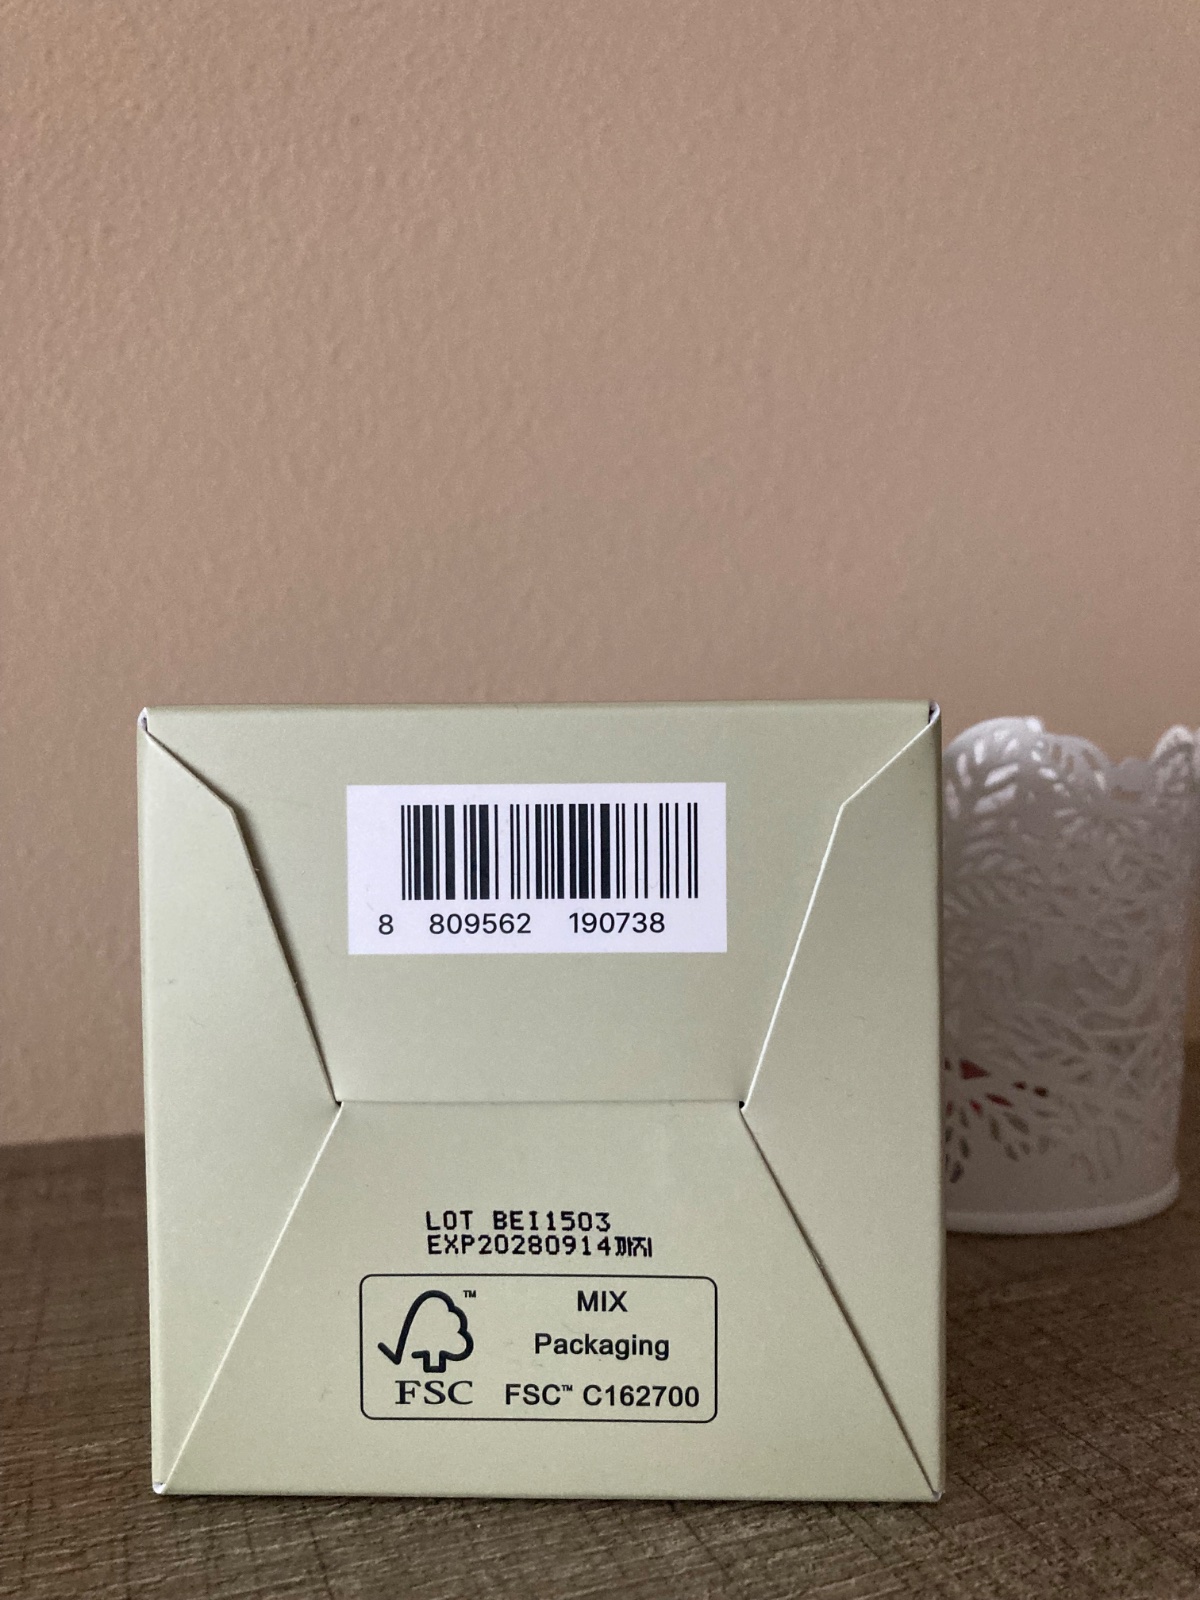 8 809562 190738
LOT BEI1503
EXP20280914까지
™
FSC
MIX
Packaging
FSC™ C162700